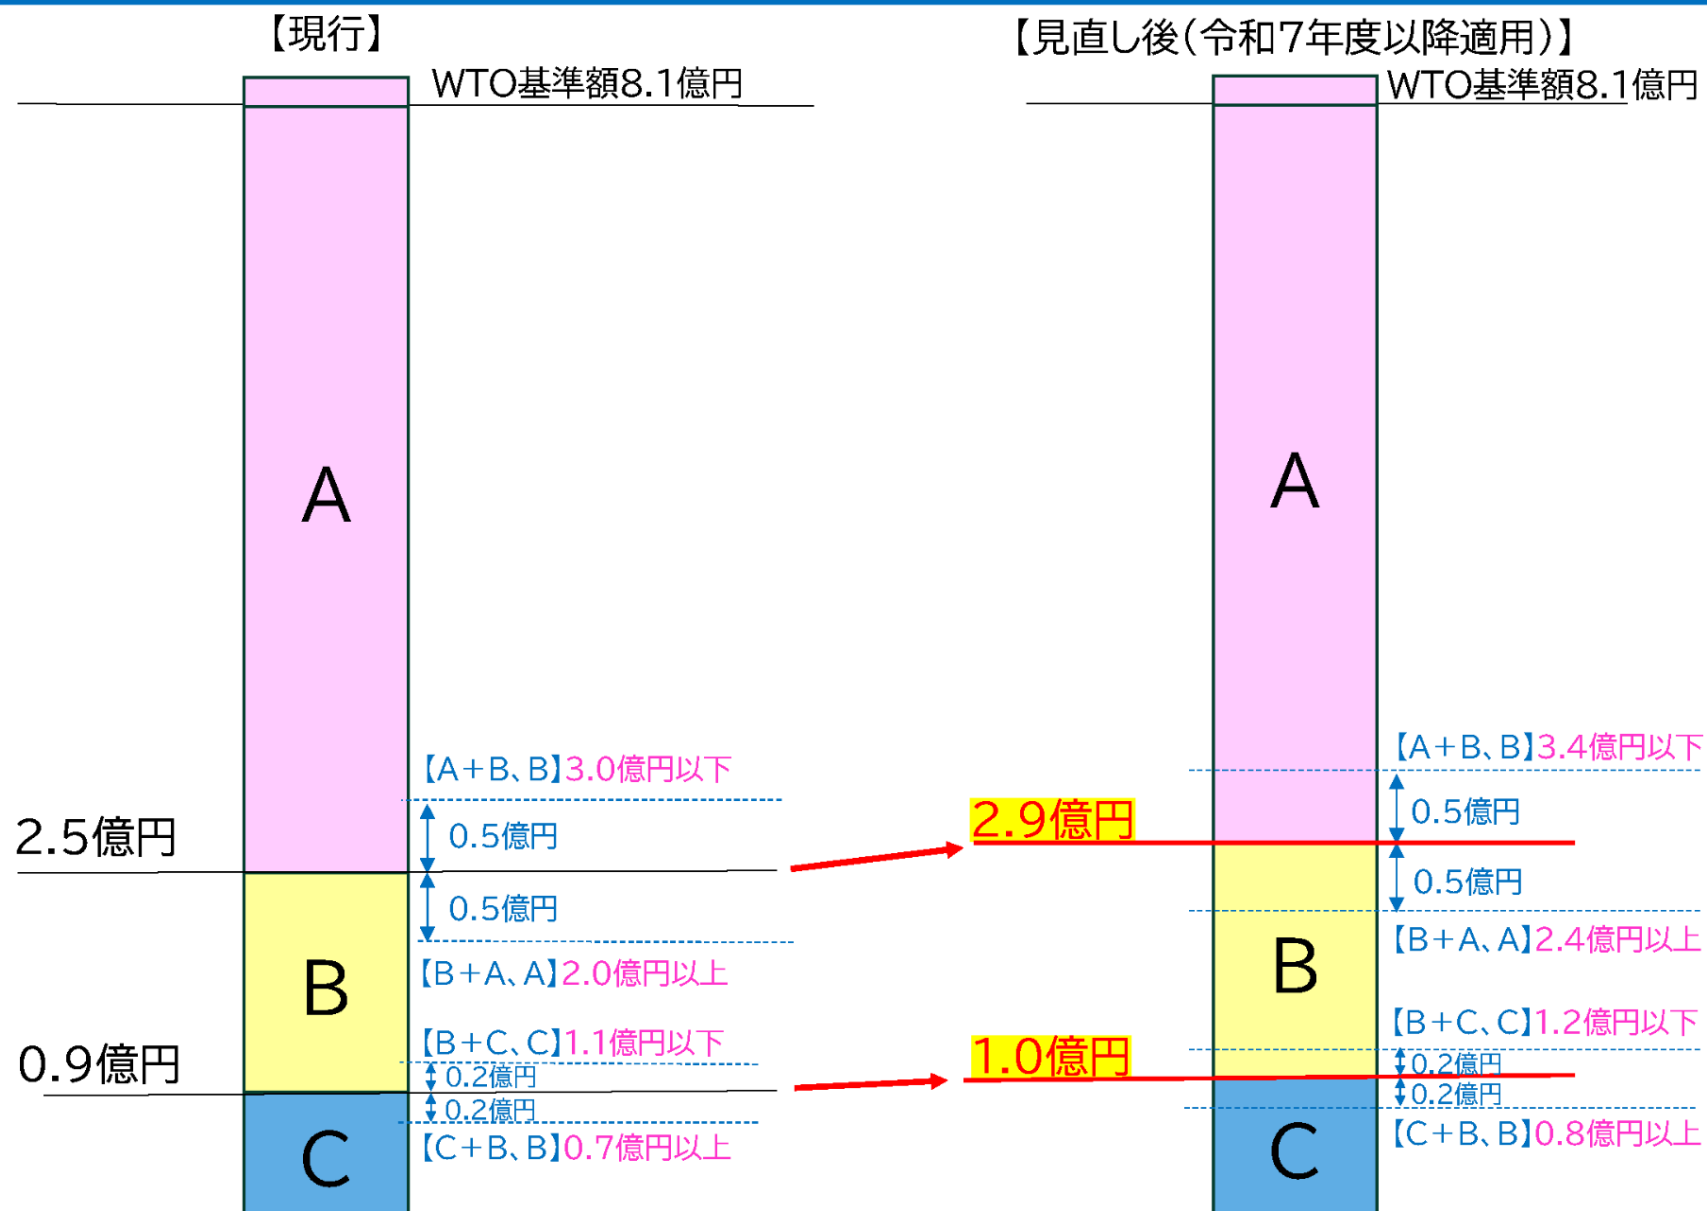 【現行】
WTO基準額8.1億円
A
【A+B、B】3.0億円以下
0.5億円
2.5億円
0.5億円
【B+A、A】2.0億円以上
B
【B+C、C】1.1億円以下
0.2億円
0.9億円
0.2億円
【C+B、B】0.7億円以上
C
【見直し後(令和7年度以降適用)】
WTO基準額8.1億円
A
【A+B、B】3.4億円以下
0.5億円
2.9億円
0.5億円
【B+A、A】2.4億円以上
B
【B+C、C】1.2億円以下
0.2億円
1.0億円
0.2億円
【C+B、B】0.8億円以上
C